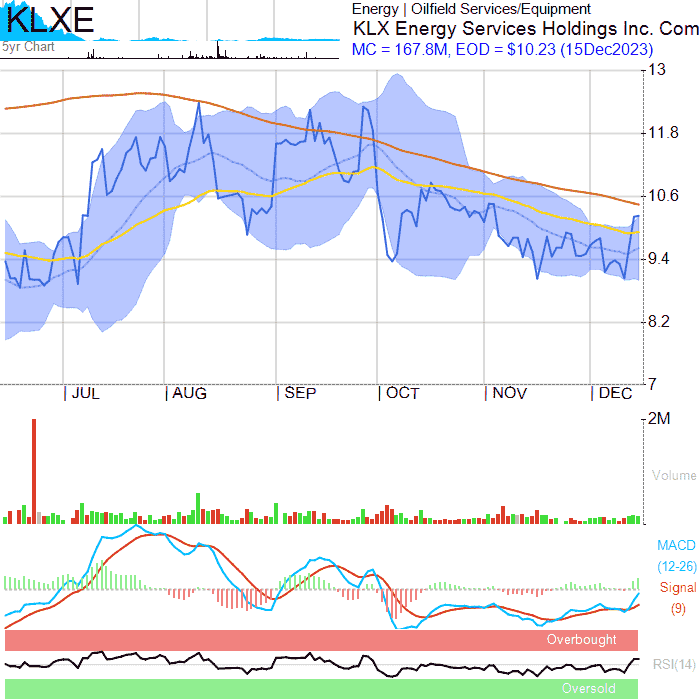 KLXE
5yr Chart
Energy | Oilfield Services/Equipment
KLX Energy Services Holdings Inc. Com
MC = 167.8M, EOD = $10.23 (15Dec2023)
13
11.8
10.6
9.4
8.2
7
JUL AUG SEP OCT NOV DEC
2M
Volume
MACD
(12-26)
Signal
(9)
Overbought
RSI(14)
Oversold